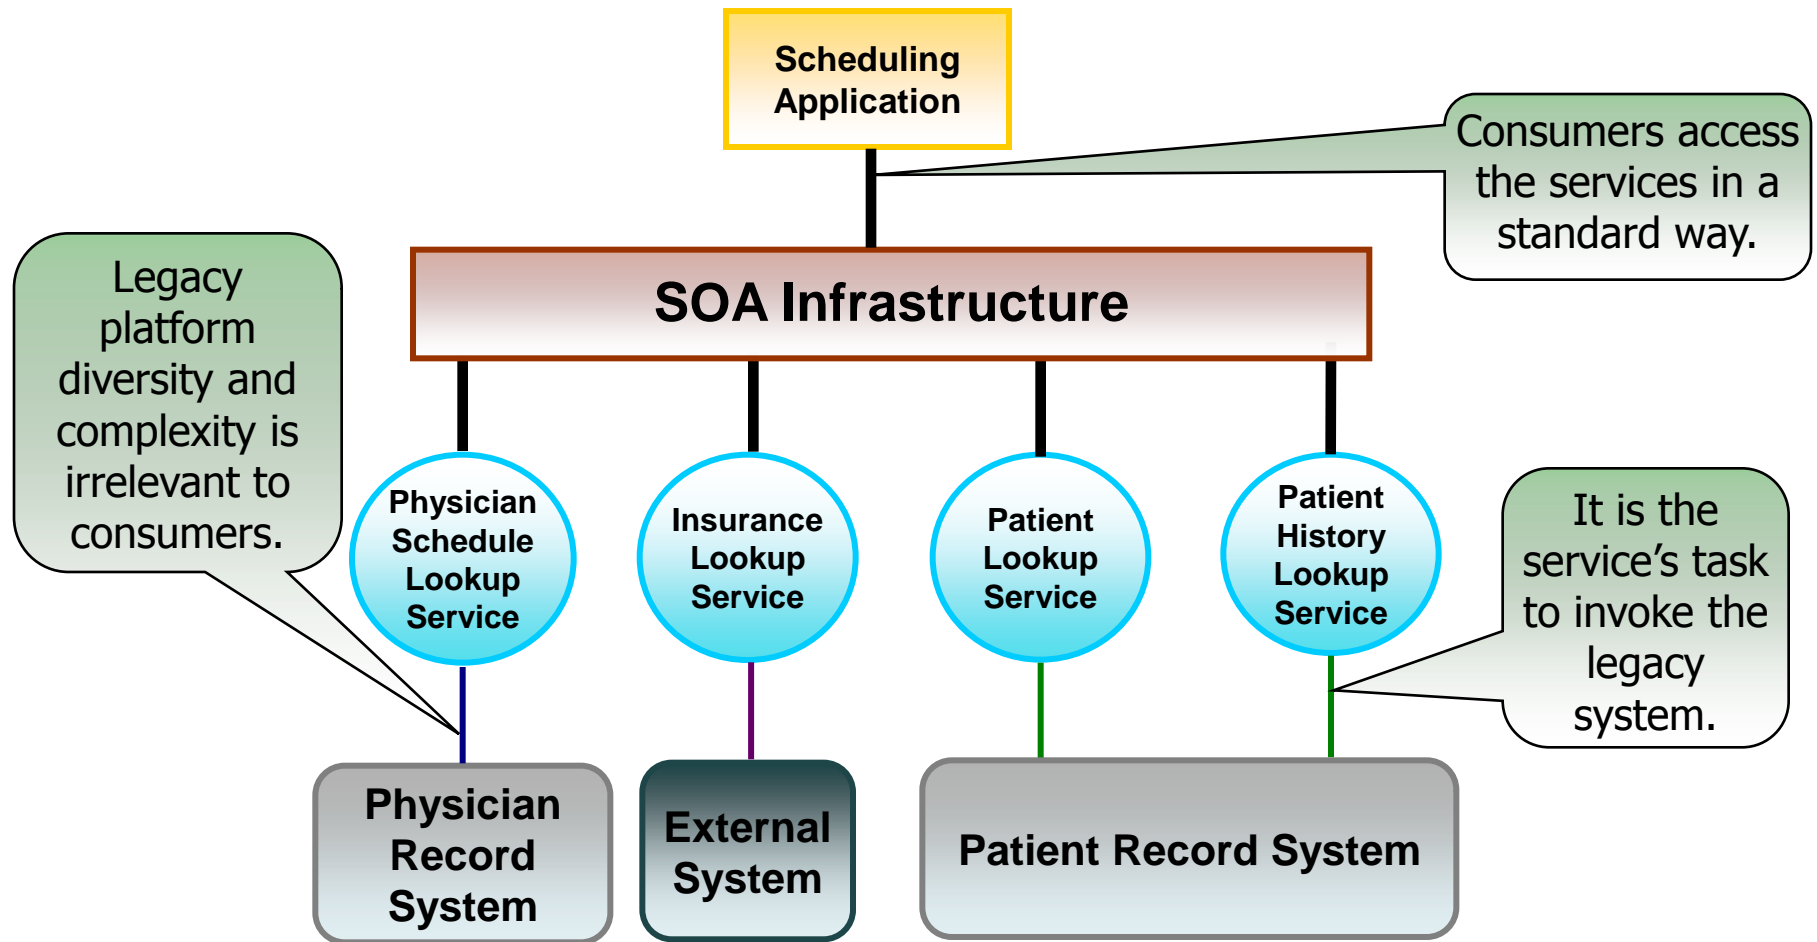 Scheduling
Application
Consumers access
the services in a
standard way.
SOA Infrastructure
Legacy
platform
diversity and
complexity is
irrelevant to
consumers.
Physician
Schedule
Lookup
Service
Insurance
Lookup
Service
Patient
Lookup
Service
Patient
History
Lookup
Service
It is the
service’s task
to invoke the
legacy
system.
Physician
Record
System
External
System
Patient Record System